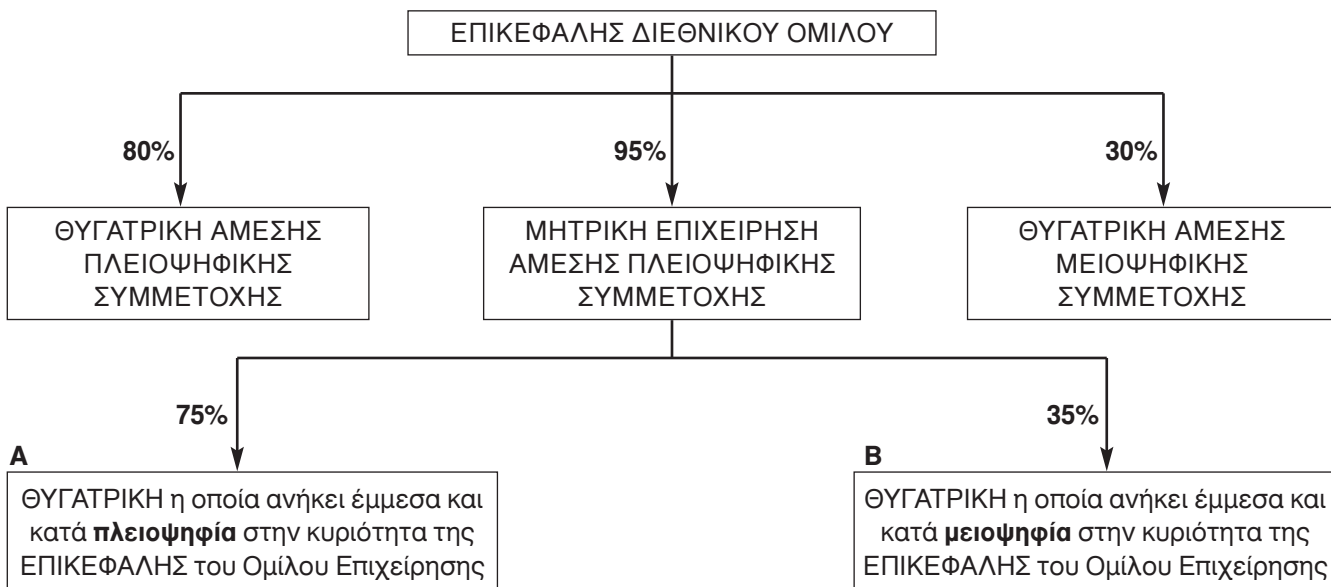 ΕΠΙΚΕΦΑΛΗΣ ΔΙΕΘΝΙΚΟΥ ΟΜΙΛΟΥ
80%
95%
30%
ΘΥΓΑΤΡΙΚΗ ΑΜΕΣΗΣ
ΠΛΕΙΟΨΗΦΙΚΗΣ
ΣΥΜΜΕΤΟΧΗΣ
ΜΗΤΡΙΚΗ ΕΠΙΧΕΙΡΗΣΗ
ΑΜΕΣΗΣ ΠΛΕΙΟΨΗΦΙΚΗΣ
ΣΥΜΜΕΤΟΧΗΣ
ΘΥΓΑΤΡΙΚΗ ΑΜΕΣΗΣ
ΜΕΙΟΨΗΦΙΚΗΣ
ΣΥΜΜΕΤΟΧΗΣ
75%
35%
Α
ΘΥΓΑΤΡΙΚΗ η οποία ανήκει έμμεσα και
κατά πλειοψηφία στην κυριότητα της
ΕΠΙΚΕΦΑΛΗΣ του Ομίλου Επιχείρησης
Β
ΘΥΓΑΤΡΙΚΗ η οποία ανήκει έμμεσα και
κατά μειοψηφία στην κυριότητα της
ΕΠΙΚΕΦΑΛΗΣ του Ομίλου Επιχείρησης